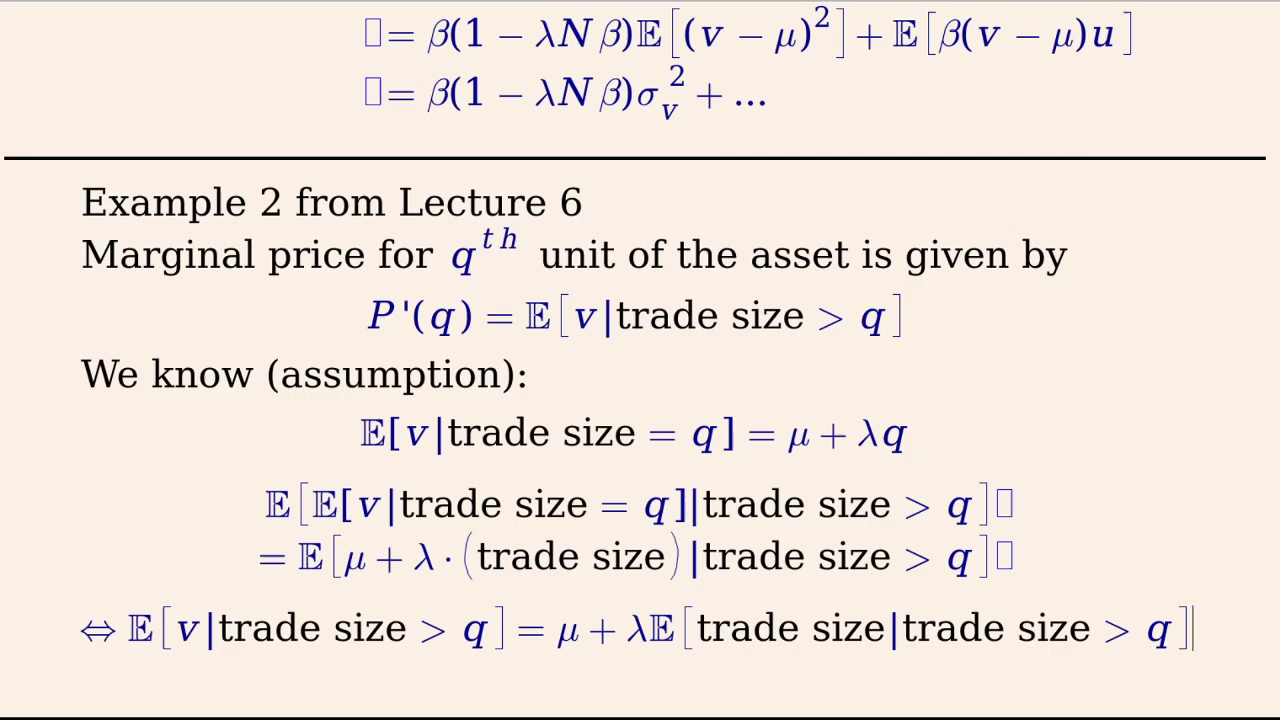 □= β(1 − λNβ)𝔼[(v − μ)²] + 𝔼[β(v − μ)u]
□= β(1 − λNβ)σᵥ² + ...
Example 2 from Lecture 6
Marginal price for qᵗʰ unit of the asset is given by
P'(q) = 𝔼[v|trade size > q]
We know (assumption):
𝔼[v|trade size = q] = μ + λq
𝔼[𝔼[v|trade size = q]|trade size > q]□
= 𝔼[μ + λ · (trade size)|trade size > q]□
⇔ 𝔼[v|trade size > q] = μ + λ𝔼[trade size|trade size > q]